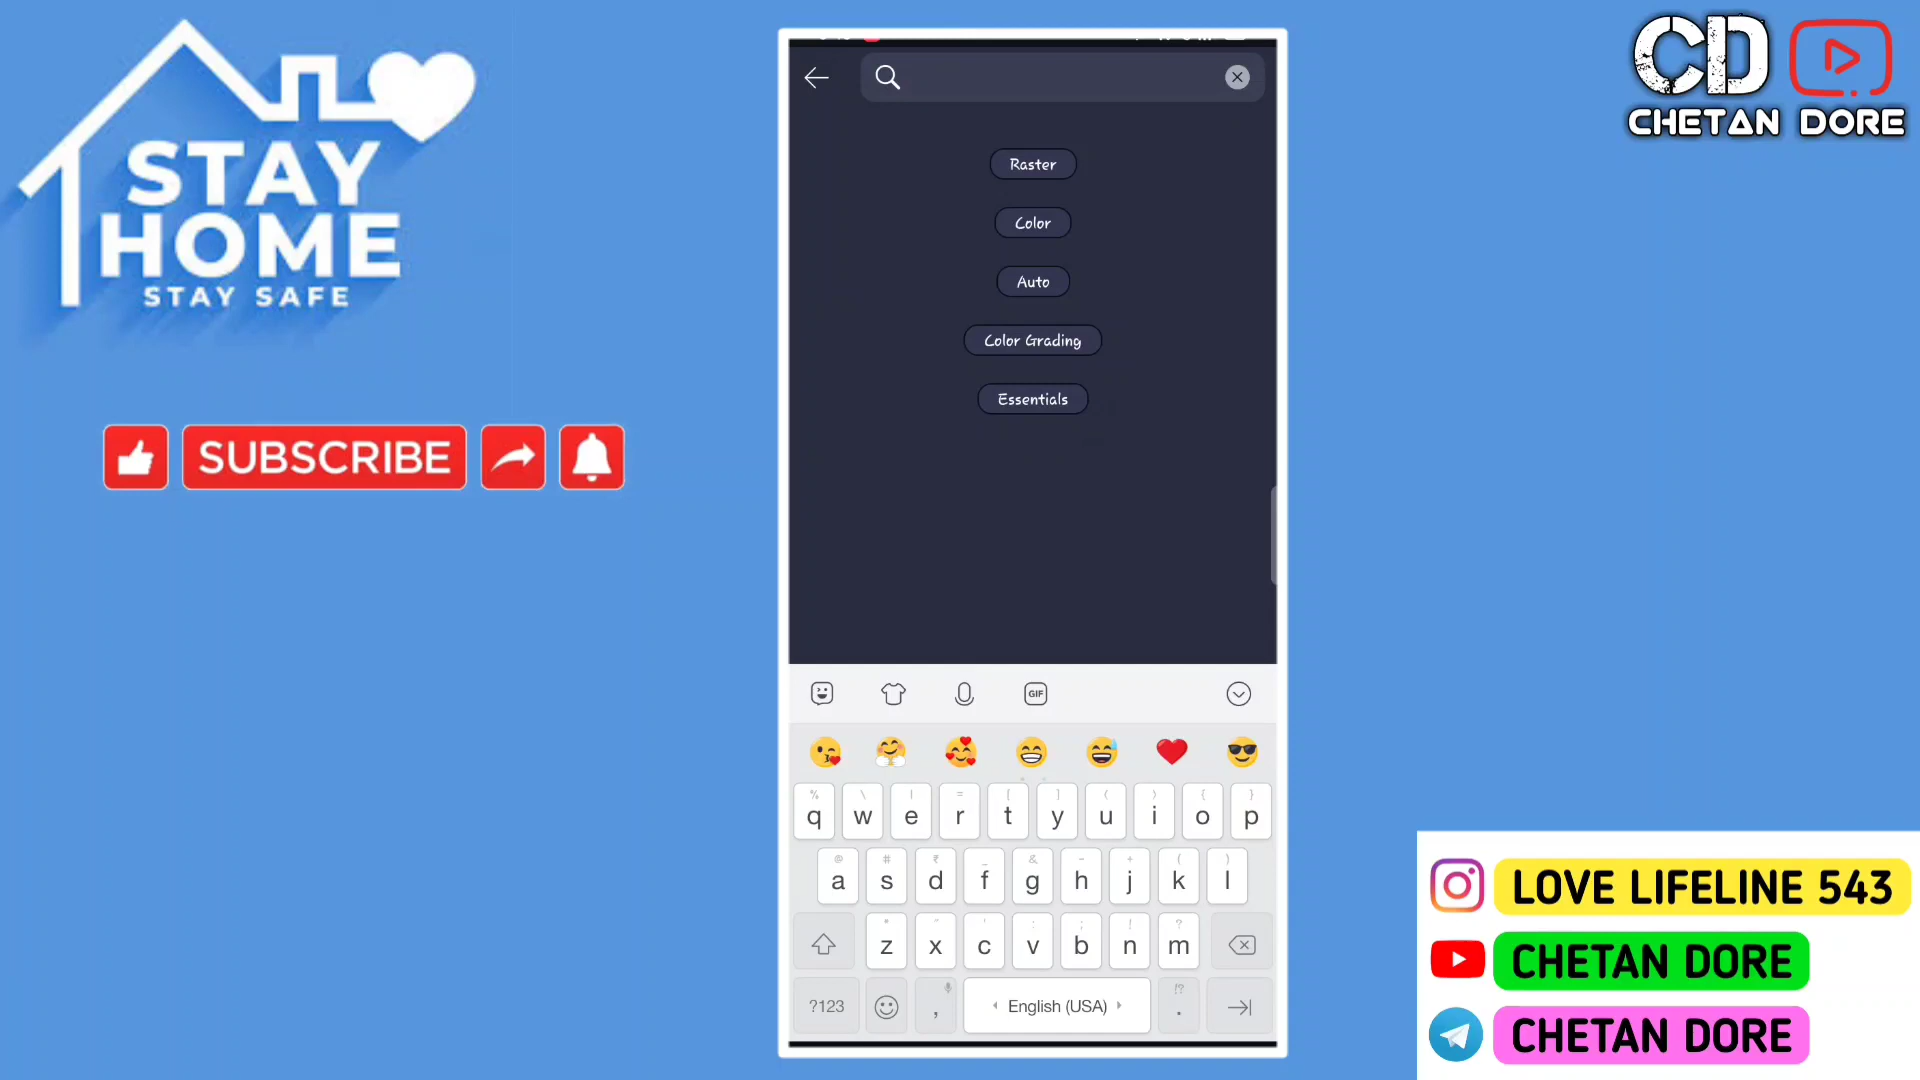 STAY
HOME
STAY SAFE
SUBSCRIBE
Raster
Color
Auto
Color Grading
Essentials
GIF
% \ | = [ ] ( ) { }
q w e r t y u i o p
@ # ₹ _ & - + ( )
a s d f g h j k l
* " ' : ; ! ?
z x c v b n m
!?
?123 , English (USA) .
CD
CHETAN DORE
LOVE LIFELINE 543
CHETAN DORE
CHETAN DORE